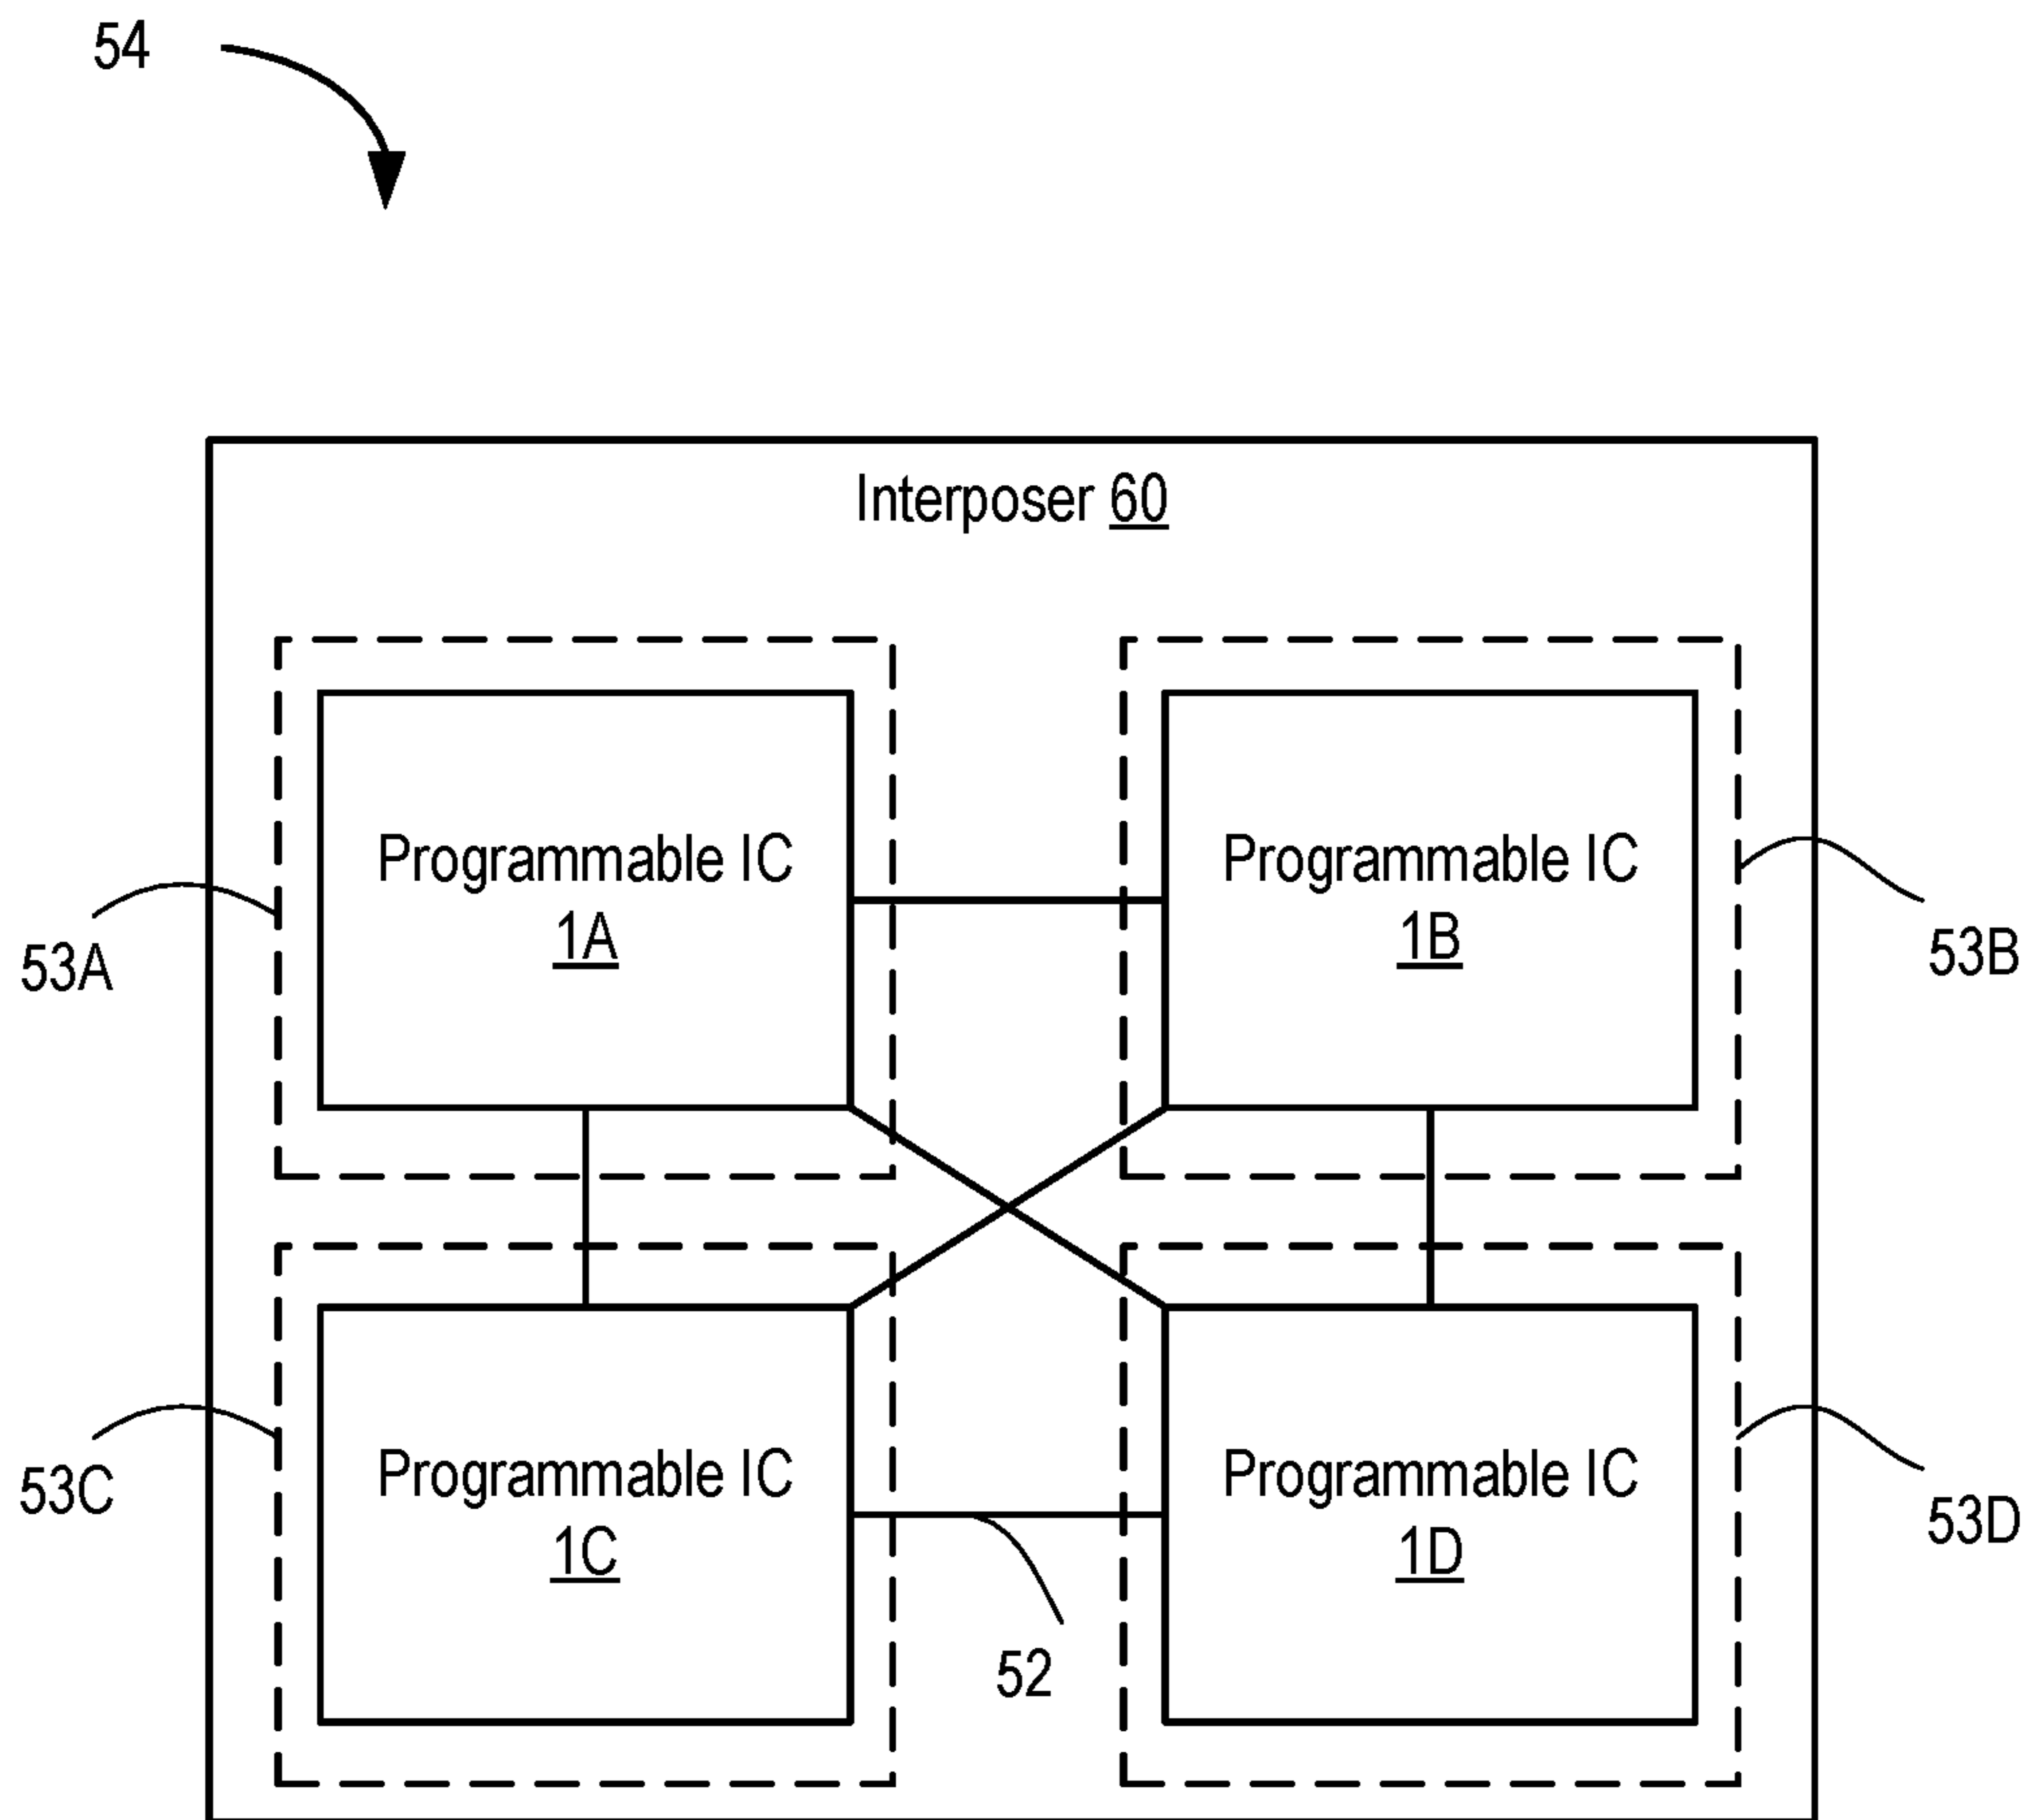 54
Interposer 60
Programmable IC
1A
Programmable IC
1B
53A
53B
Programmable IC
1C
Programmable IC
1D
53C
53D
52